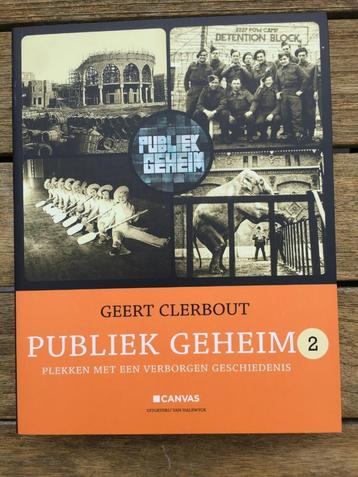 2227 POW CAMP
DETENTION BLOCK
PUBLIEK
GEHEIM
GEERT CLERBOUT
PUBLIEK GEHEIM 2
PLEKKEN MET EEN VERBORGEN GESCHIEDENIS
CANVAS
UITGEVERIJ VAN HALEWYCK